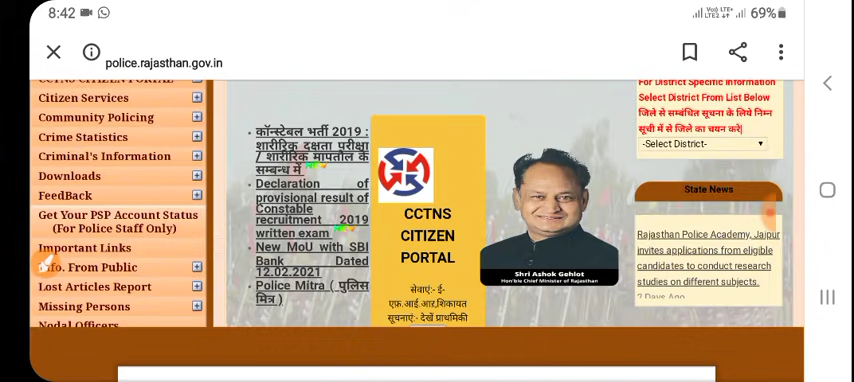 8:42
Vo)) LTE+
LTE2
69%
police.rajasthan.gov.in
CCTNS CITIZEN PORTAL
Citizen Services
Community Policing
Crime Statistics
Criminal's Information
Downloads
FeedBack
Get Your PSP Account Status
(For Police Staff Only)
Important Links
Info. From Public
Lost Articles Report
Missing Persons
Nodal Officers
कॉन्स्टेबल भर्ती 2019 :
शारीरिक दक्षता परीक्षा
/ शारीरिक मापतौल के
सम्बन्ध में
Declaration of
provisional result of
Constable
recruitment 2019
written exam
New MoU with SBI
Bank Dated
12.02.2021
Police Mitra ( पुलिस
मित्र )
CCTNS
CITIZEN
PORTAL
सेवाएं:- ई-
एफ़.आई.आर,शिकायत
सूचनाएं:- देखें प्राथमिकी
Shri Ashok Gehlot
Hon'ble Chief Minister of Rajasthan
For District Specific Information
Select District From List Below
जिले से सम्बंधित सूचना के लिये निम्न
सूची में से जिले का चयन करे|
-Select District-
State News
Rajasthan Police Academy, Jaipur
invites applications from eligible
candidates to conduct research
studies on different subjects.
2 Days Ago